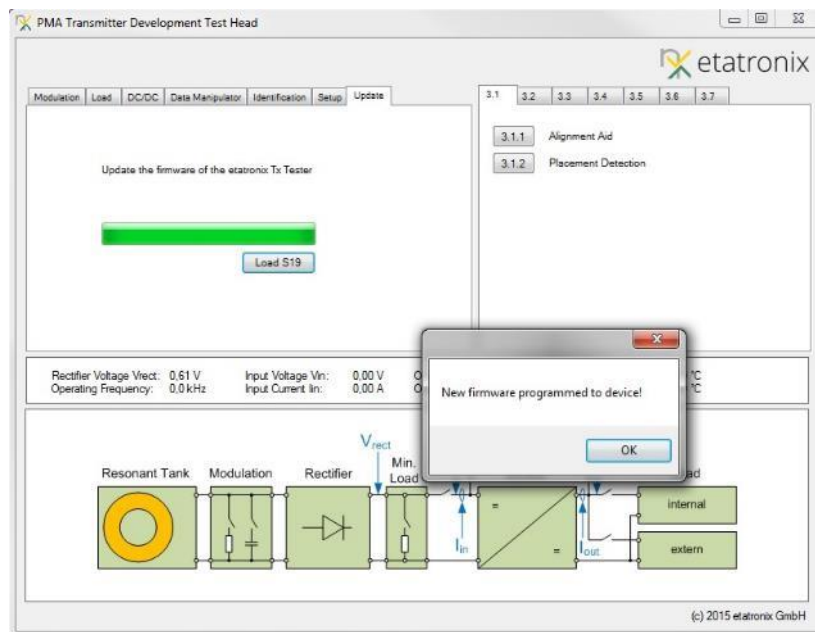 PMA Transmitter Development Test Head
etatronix
Modulation Load DC/DC Data Manipulator Identification Setup Update
3.1 3.2 3.3 3.4 3.5 3.6 3.7
3.1.1 Alignment Aid
3.1.2 Placement Detection
Update the firmware of the etatronix Tx Tester
Load S19
Rectifier Voltage Vrect: 0,61 V Input Voltage Vin: 0,00 V O °C
Operating Frequency: 0,0 kHz Input Current Iin: 0,00 A O °C
New firmware programmed to device!
OK
Vrect
Resonant Tank Modulation Rectifier Min. Load ad
Iin
=
=
Iout
internal
extern
(c) 2015 etatronix GmbH